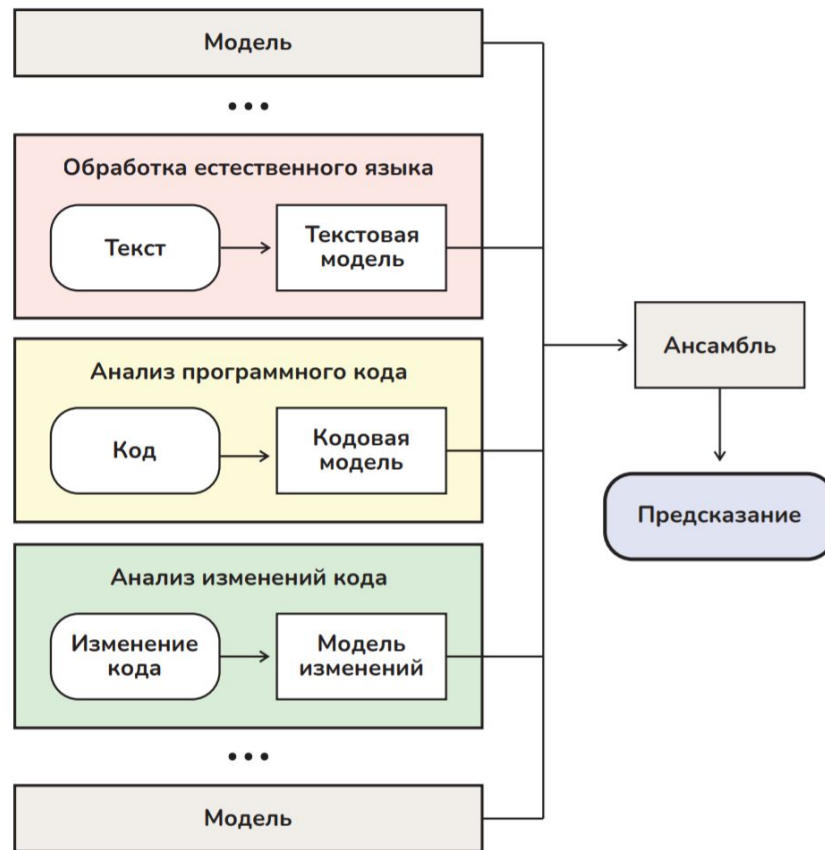 Модель
•••
Обработка естественного языка
Текст
Текстовая
модель
Анализ программного кода
Код
Кодовая
модель
Анализ изменений кода
Изменение
кода
Модель
изменений
•••
Модель
Ансамбль
Предсказание